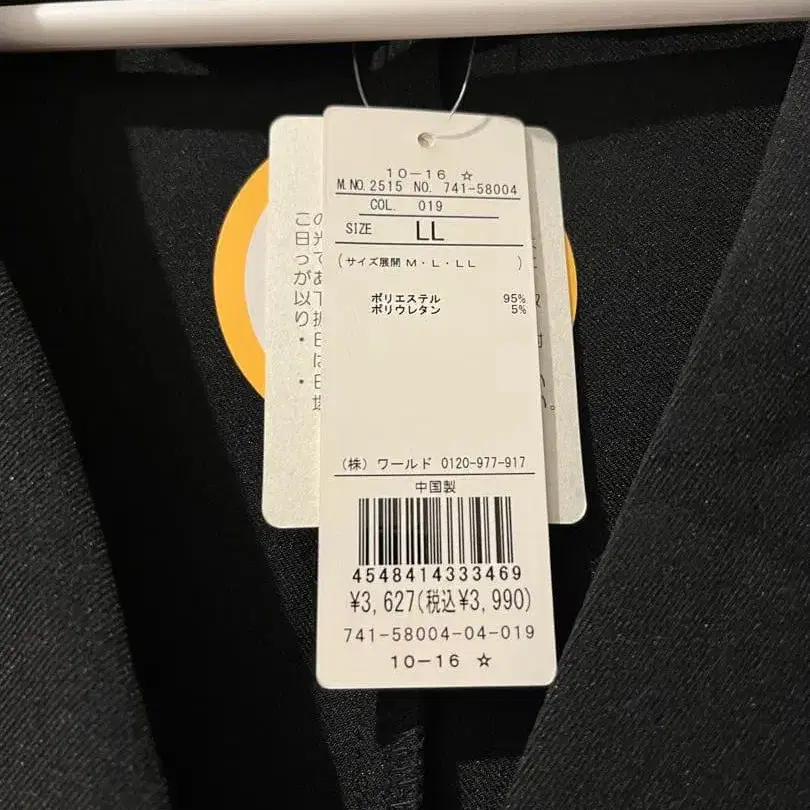 10-16 ☆
M.NO.2515 NO. 741-58004
COL. 019
SIZE LL
(サイズ展開 M・L・LL )
ポリエステル 95%
ポリウレタン 5%
(株) ワールド 0120-977-917
中国製
4548414333469
¥3,627(税込¥3,990)
741-58004-04-019
10-16 ☆